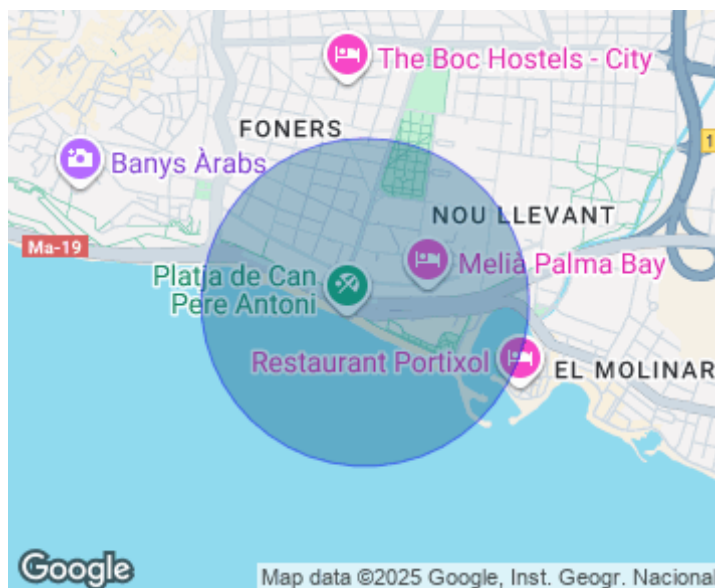 The Boc Hostels - City
FONERS
1
Banys Àrabs
NOU LLEVANT
Ma-19
Platja de Can
Pere Antoni
Melià Palma Bay
Restaurant Portixol
EL MOLINAR
Google
Map data ©2025 Google, Inst. Geogr. Nacional